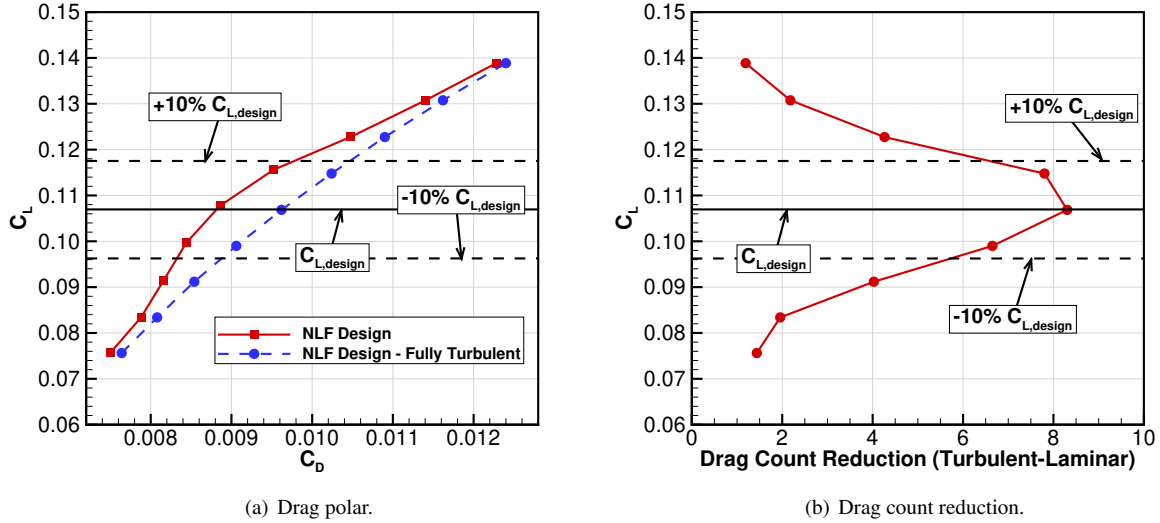 0.15
0.14
0.13
0.12
0.11
0.10
0.09
0.08
0.07
0.06
C_L
+10% C_L,design
-10% C_L,design
C_L,design
NLF Design
NLF Design - Fully Turbulent
0.008 0.009 0.010 0.011 0.012
C_D
(a) Drag polar.
0.15
0.14
0.13
0.12
0.11
0.10
0.09
0.08
0.07
0.06
C_L
+10% C_L,design
C_L,design
-10% C_L,design
0 2 4 6 8 10
Drag Count Reduction (Turbulent-Laminar)
(b) Drag count reduction.